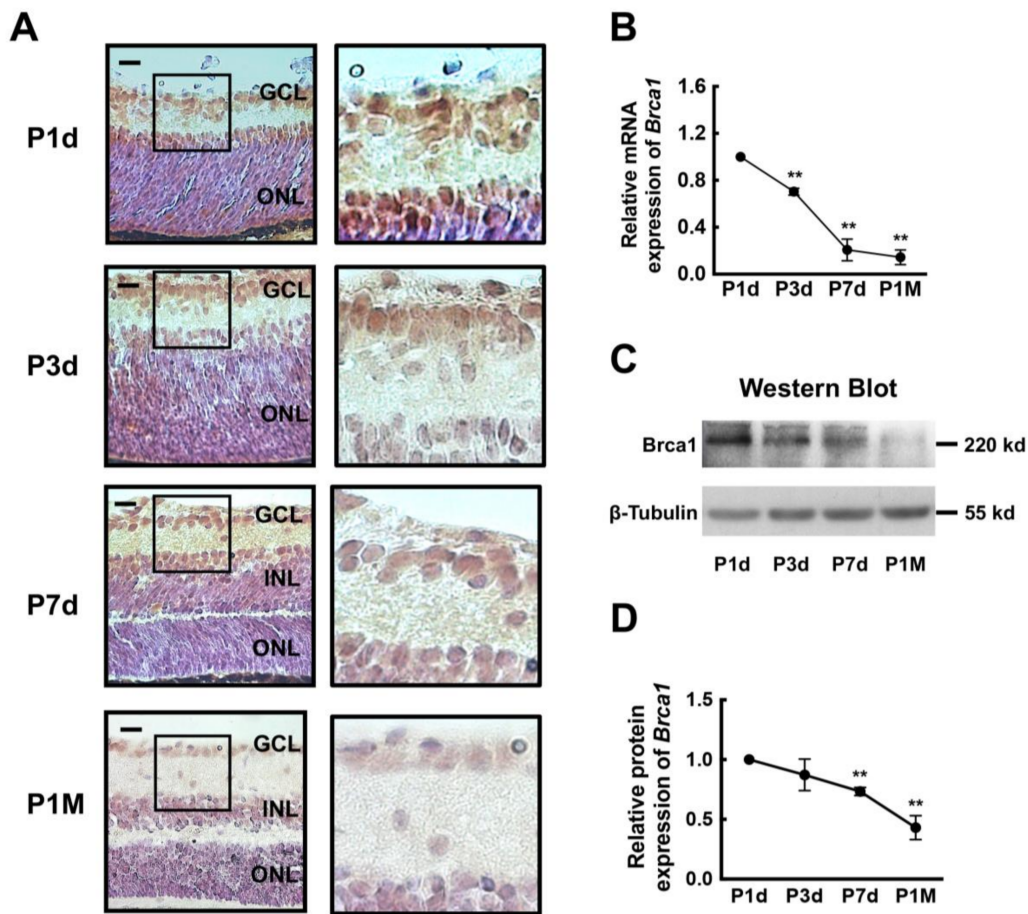 A
P1d
GCL
ONL
P3d
GCL
ONL
P7d
GCL
INL
ONL
P1M
GCL
INL
ONL
B
Relative mRNA
expression of Brca1
1.6
1.2
0.8
0.4
0.0
**
**
**
P1d P3d P7d P1M
C
Western Blot
Brca1 220 kd
β-Tubulin 55 kd
P1d P3d P7d P1M
D
Relative protein
expression of Brca1
1.5
1.0
0.5
0.0
**
**
P1d P3d P7d P1M